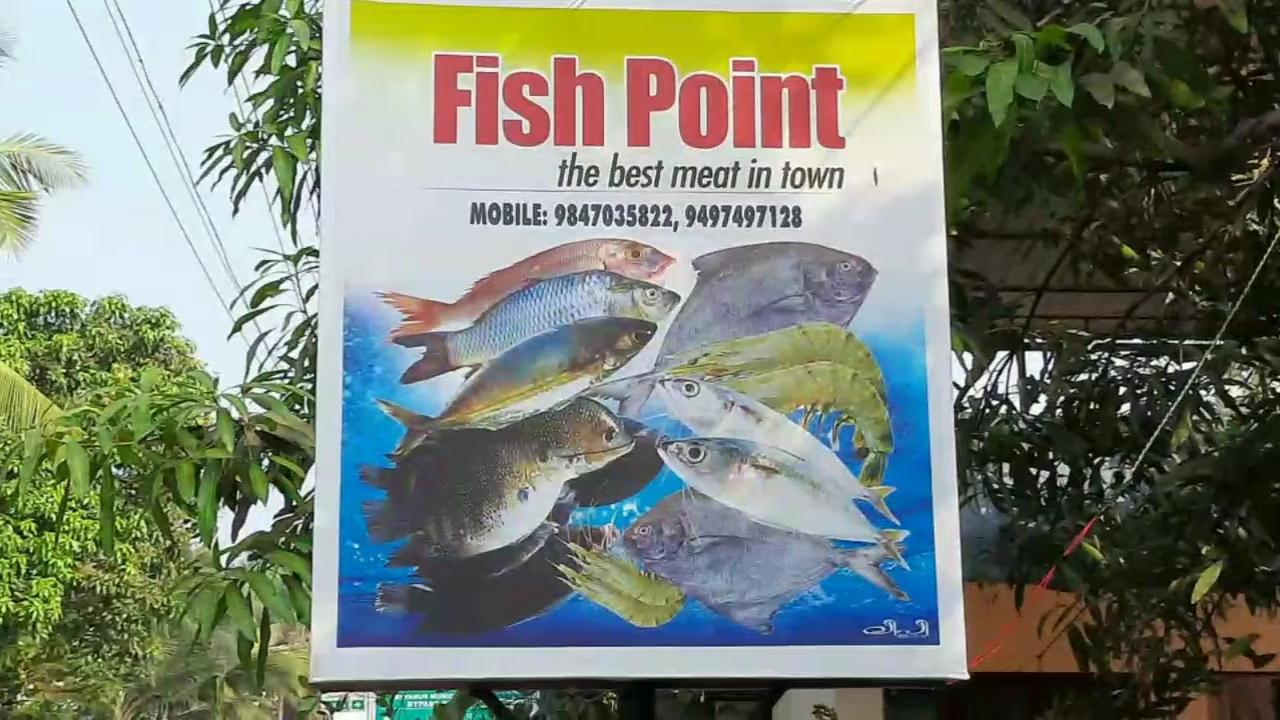 Fish Point
the best meat in town
MOBILE: 9847035822, 9497497128